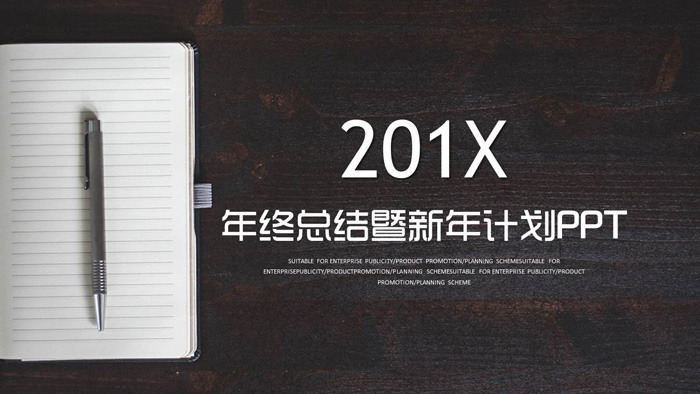 201X
年终总结暨新年计划PPT
SUITABLE FOR ENTERPRISE PUBLICITY/PRODUCT PROMOTION/PLANNING SCHEMESUITABLE FOR
ENTERPRISEPUBLICITY/PRODUCTPROMOTION/PLANNING SCHEMESUITABLE FOR ENTERPRISE PUBLICITY/PRODUCT
PROMOTION/PLANNING SCHEME